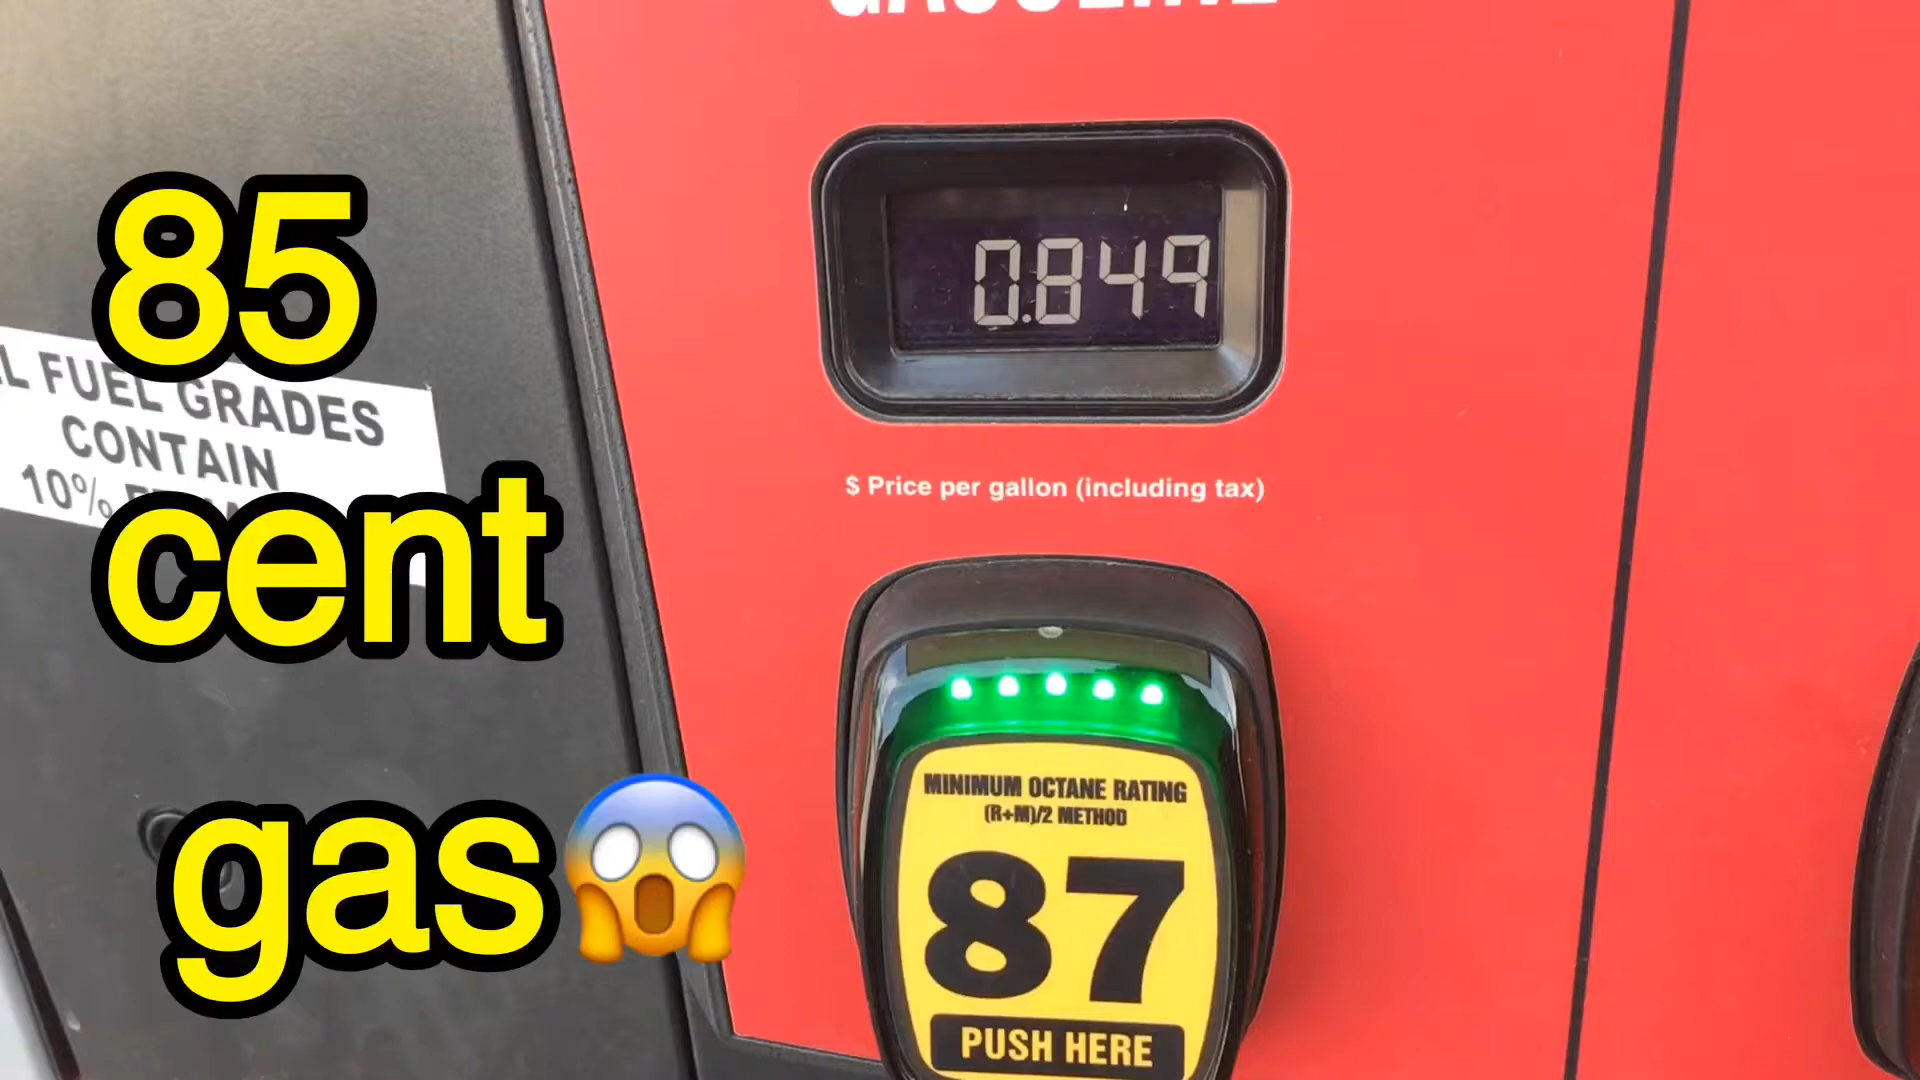 GASOLINE
0.849
$ Price per gallon (including tax)
85
cent
gas😱
L FUEL GRADES
CONTAIN
10%
MINIMUM OCTANE RATING
(R+M)/2 METHOD
87
PUSH HERE